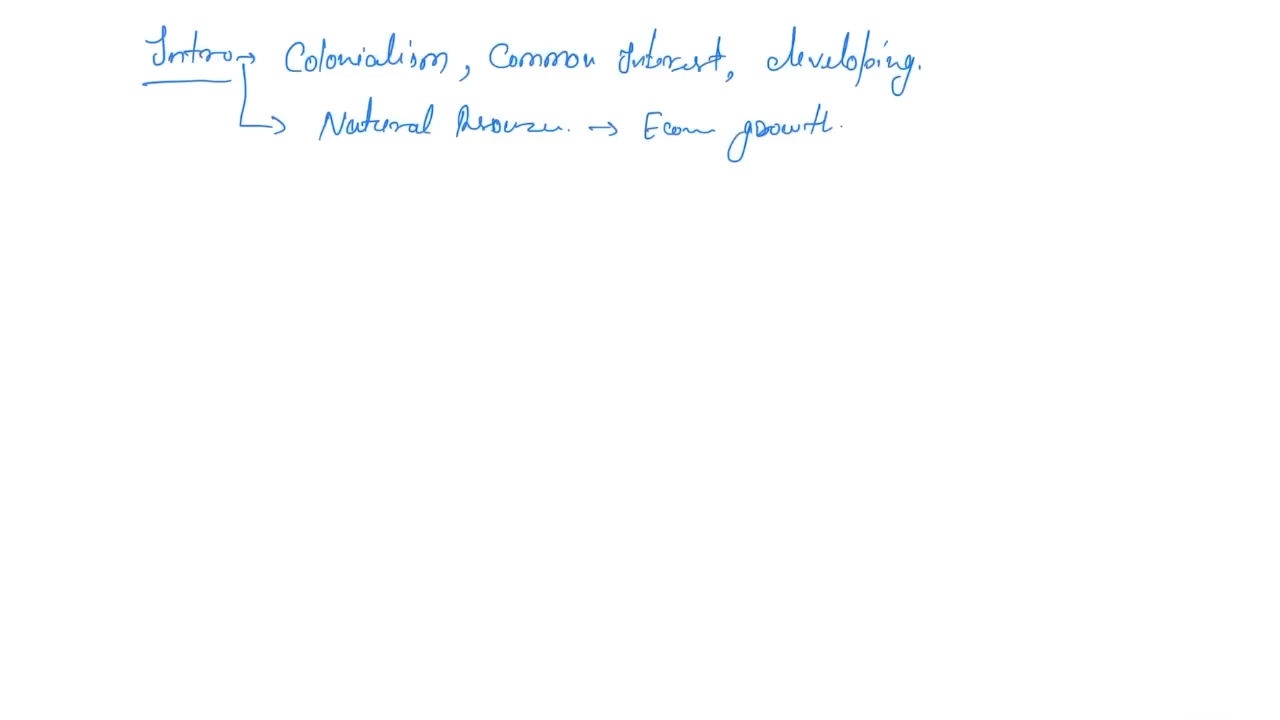 Intro → Colonialism, Common Interest, developing.
→ Natural Resource. → Econ growth.